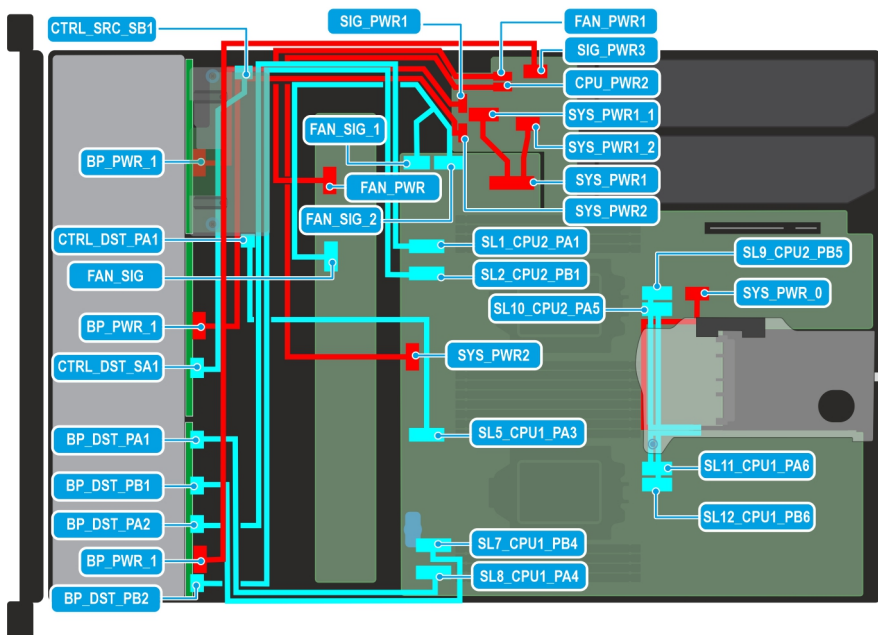 CTRL_SRC_SB1
SIG_PWR1
FAN_PWR1
SIG_PWR3
CPU_PWR2
SYS_PWR1_1
FAN_SIG_1
SYS_PWR1_2
BP_PWR_1
FAN_PWR
SYS_PWR1
FAN_SIG_2
SYS_PWR2
CTRL_DST_PA1
SL1_CPU2_PA1
SL9_CPU2_PB5
FAN_SIG
SL2_CPU2_PB1
SYS_PWR_0
SL10_CPU2_PA5
BP_PWR_1
SYS_PWR2
CTRL_DST_SA1
SL5_CPU1_PA3
BP_DST_PA1
SL11_CPU1_PA6
BP_DST_PB1
SL12_CPU1_PB6
BP_DST_PA2
SL7_CPU1_PB4
BP_PWR_1
SL8_CPU1_PA4
BP_DST_PB2